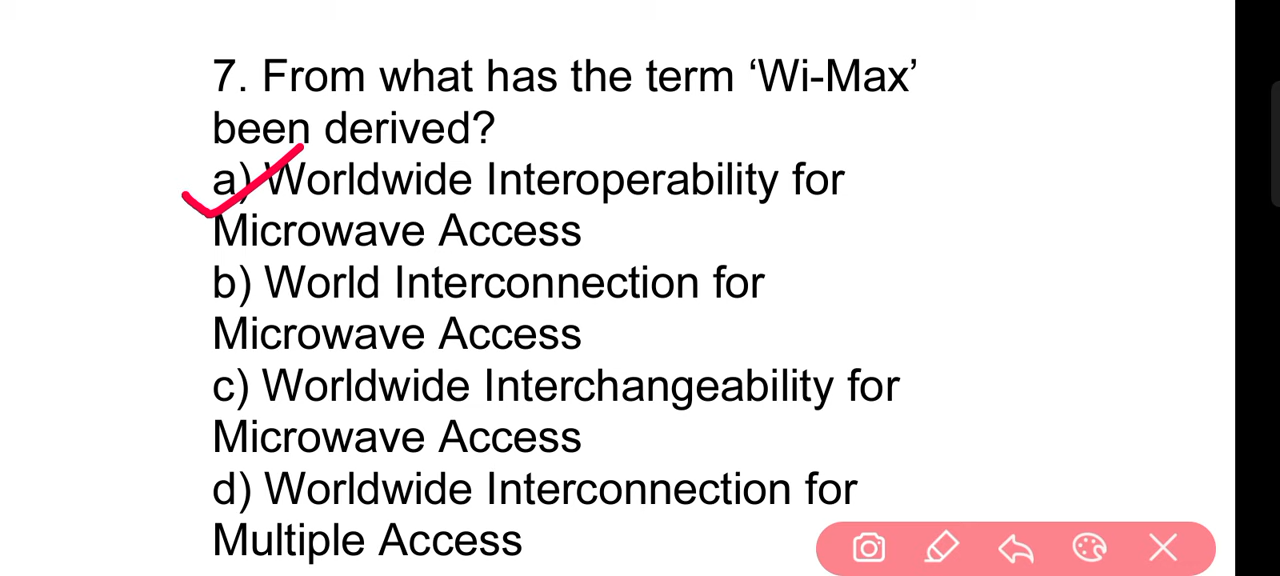 7. From what has the term ‘Wi-Max’
been derived?
a) Worldwide Interoperability for
Microwave Access
b) World Interconnection for
Microwave Access
c) Worldwide Interchangeability for
Microwave Access
d) Worldwide Interconnection for
Multiple Access